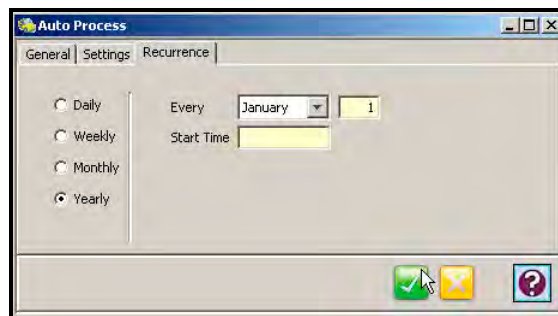 Auto Process
General Settings Recurrence
Daily Every January 1
Weekly Start Time
Monthly
Yearly